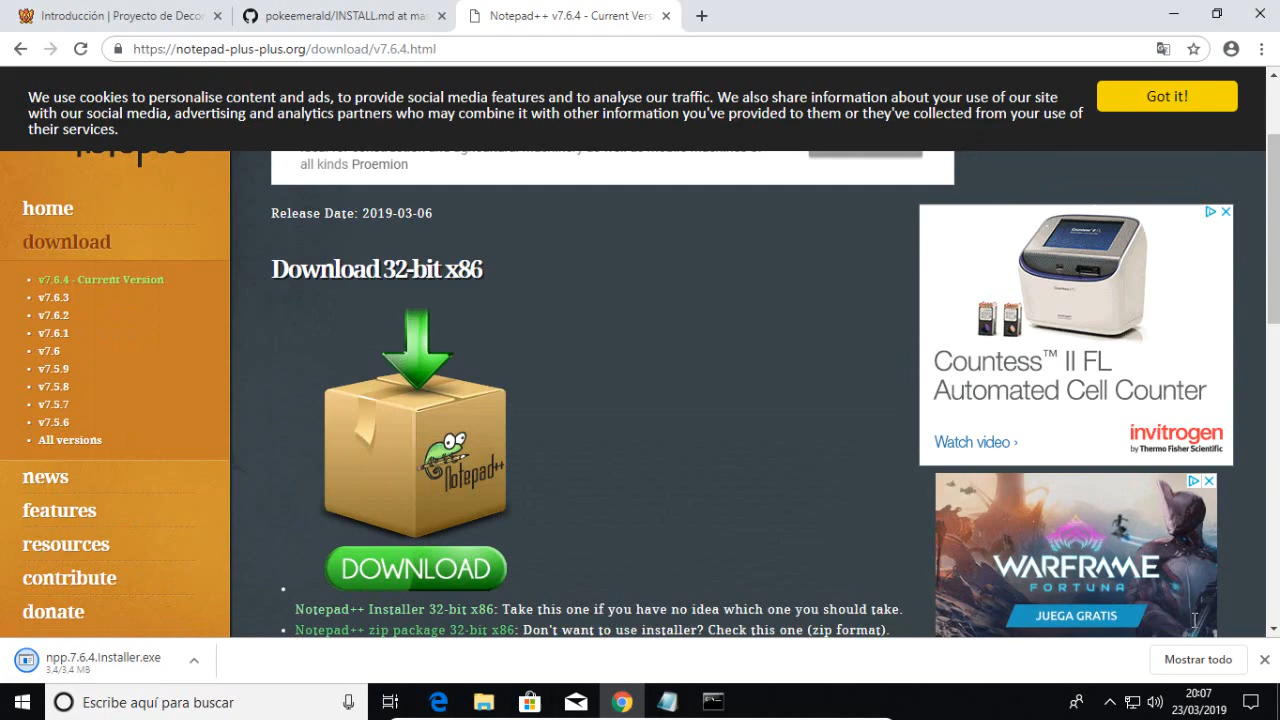 Introducción | Proyecto de Decor
pokeemerald/INSTALL.md at mas
Notepad++ v7.6.4 - Current Vers
https://notepad-plus-plus.org/download/v7.6.4.html
We use cookies to personalise content and ads, to provide social media features and to analyse our traffic. We also share information about your use of our site
with our social media, advertising and analytics partners who may combine it with other information you've provided to them or they've collected from your use of
their services.
Got it!
all kinds Proemion
home
download
v7.6.4 - Current Version
v7.6.3
v7.6.2
v7.6.1
v7.6
v7.5.9
v7.5.8
v7.5.7
v7.5.6
All versions
news
features
resources
contribute
donate
Release Date: 2019-03-06
Download 32-bit x86
Notepad++
DOWNLOAD
Notepad++ Installer 32-bit x86: Take this one if you have no idea which one you should take.
Notepad++ zip package 32-bit x86: Don't want to use installer? Check this one (zip format).
Countess™ II FL
Automated Cell Counter
Watch video ›
invitrogen
by Thermo Fisher Scientific
WARFRAME
FORTUNA
JUEGA GRATIS
npp.7.6.4.Installer.exe
3.4/3.4 MB
Mostrar todo
Escribe aquí para buscar
20:07
23/03/2019